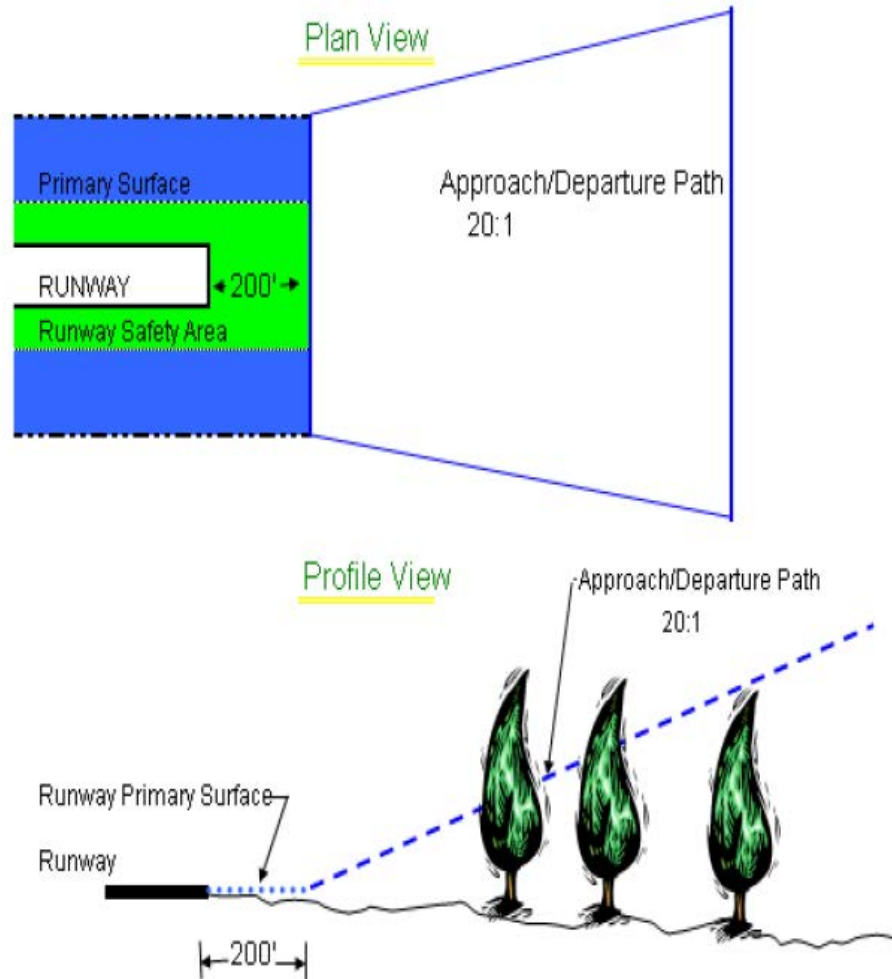 Plan View
Primary Surface
Approach/Departure Path
20:1
RUNWAY
200'
Runway Safety Area
Profile View
Approach/Departure Path
20:1
Runway Primary Surface
Runway
200'